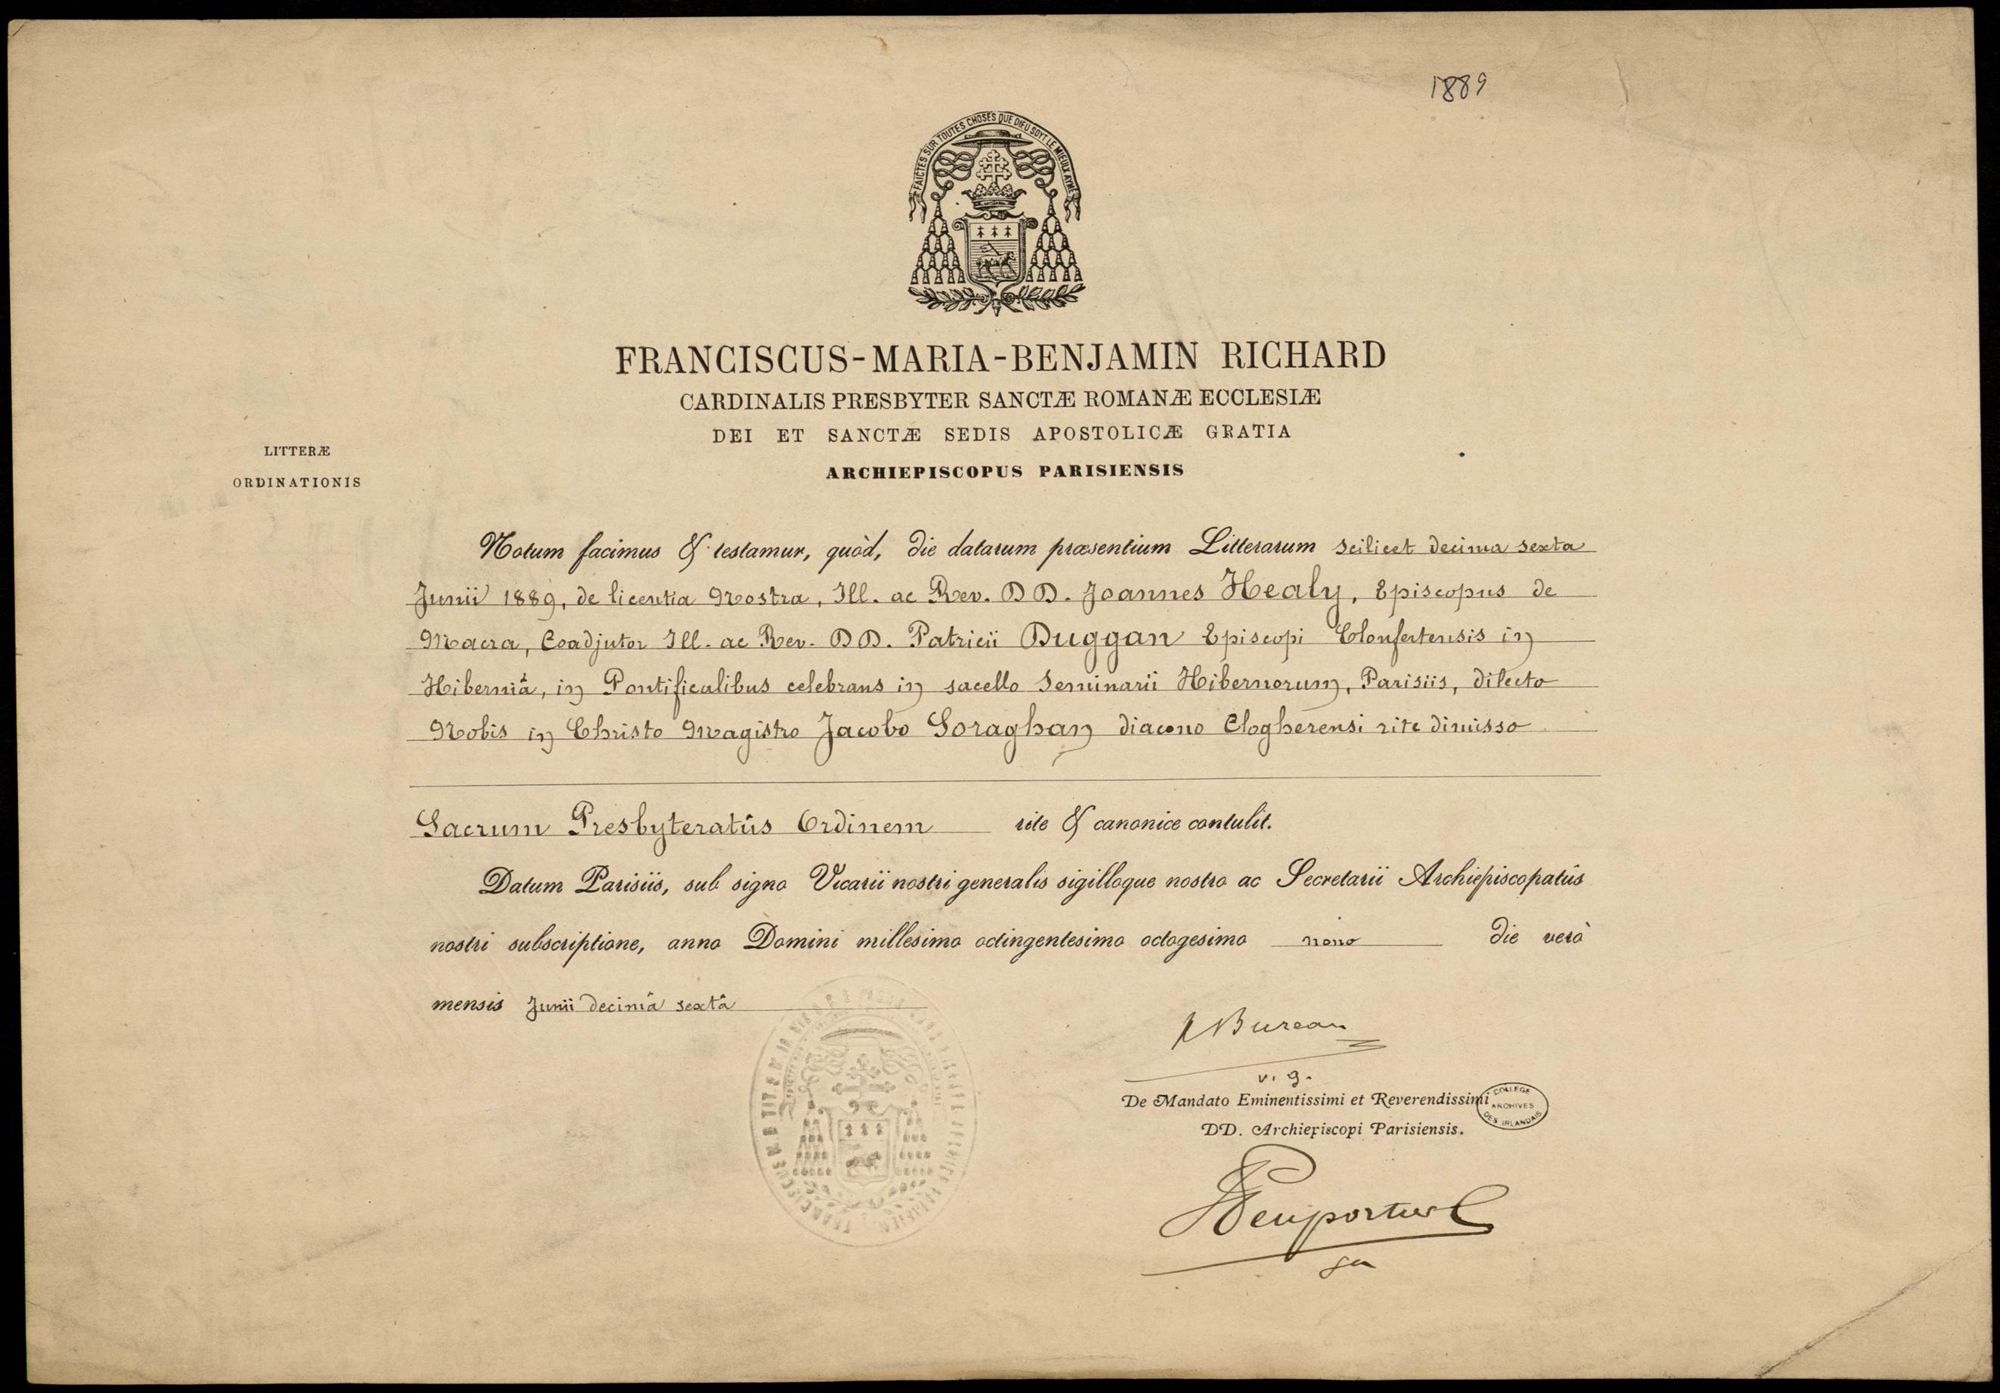 1889
FAICTES SUR TOUTES CHOSES QUE DIEU SOYT LE MIEULX AYMÉ
FRANCISCUS-MARIA-BENJAMIN RICHARD
CARDINALIS PRESBYTER SANCTÆ ROMANÆ ECCLESIÆ
DEI ET SANCTÆ SEDIS APOSTOLICÆ GRATIA
ARCHIEPISCOPUS PARISIENSIS
LITTERÆ
ORDINATIONIS
Notum facimus & testamur, quòd, die datarum præsentium Litterarum scilicet decima sexta
Junii 1889, de licentia Nostra, Ill. ac Rev. DD. Joannes Healy, Episcopus de
Macra, Coadjutor Ill. ac Rev. DD. Patricii Duggan Episcopi Clonfertensis in
Hiberniâ, in Pontificalibus celebrans in sacello Seminarii Hibernorum, Parisiis, dilecto
Nobis in Christo Magistro Jacobo Soraghan diacono Clogherensi rite dimisso
Sacrum Presbyteratûs Ordinem rite & canonice contulit.
Datum Parisiis, sub signo Vicarii nostri generalis sigilloque nostro ac Secretarii Archiepiscopatûs
nostri subscriptione, anno Domini millesimo octingentesimo octogesimo nono die verò
mensis Junii decimâ sextâ
Bureau
v. g.
De Mandato Eminentissimi et Reverendissimi
DD. Archiepiscopi Parisiensis.
COLLEGE
ARCHIVES
DES IRLANDAIS